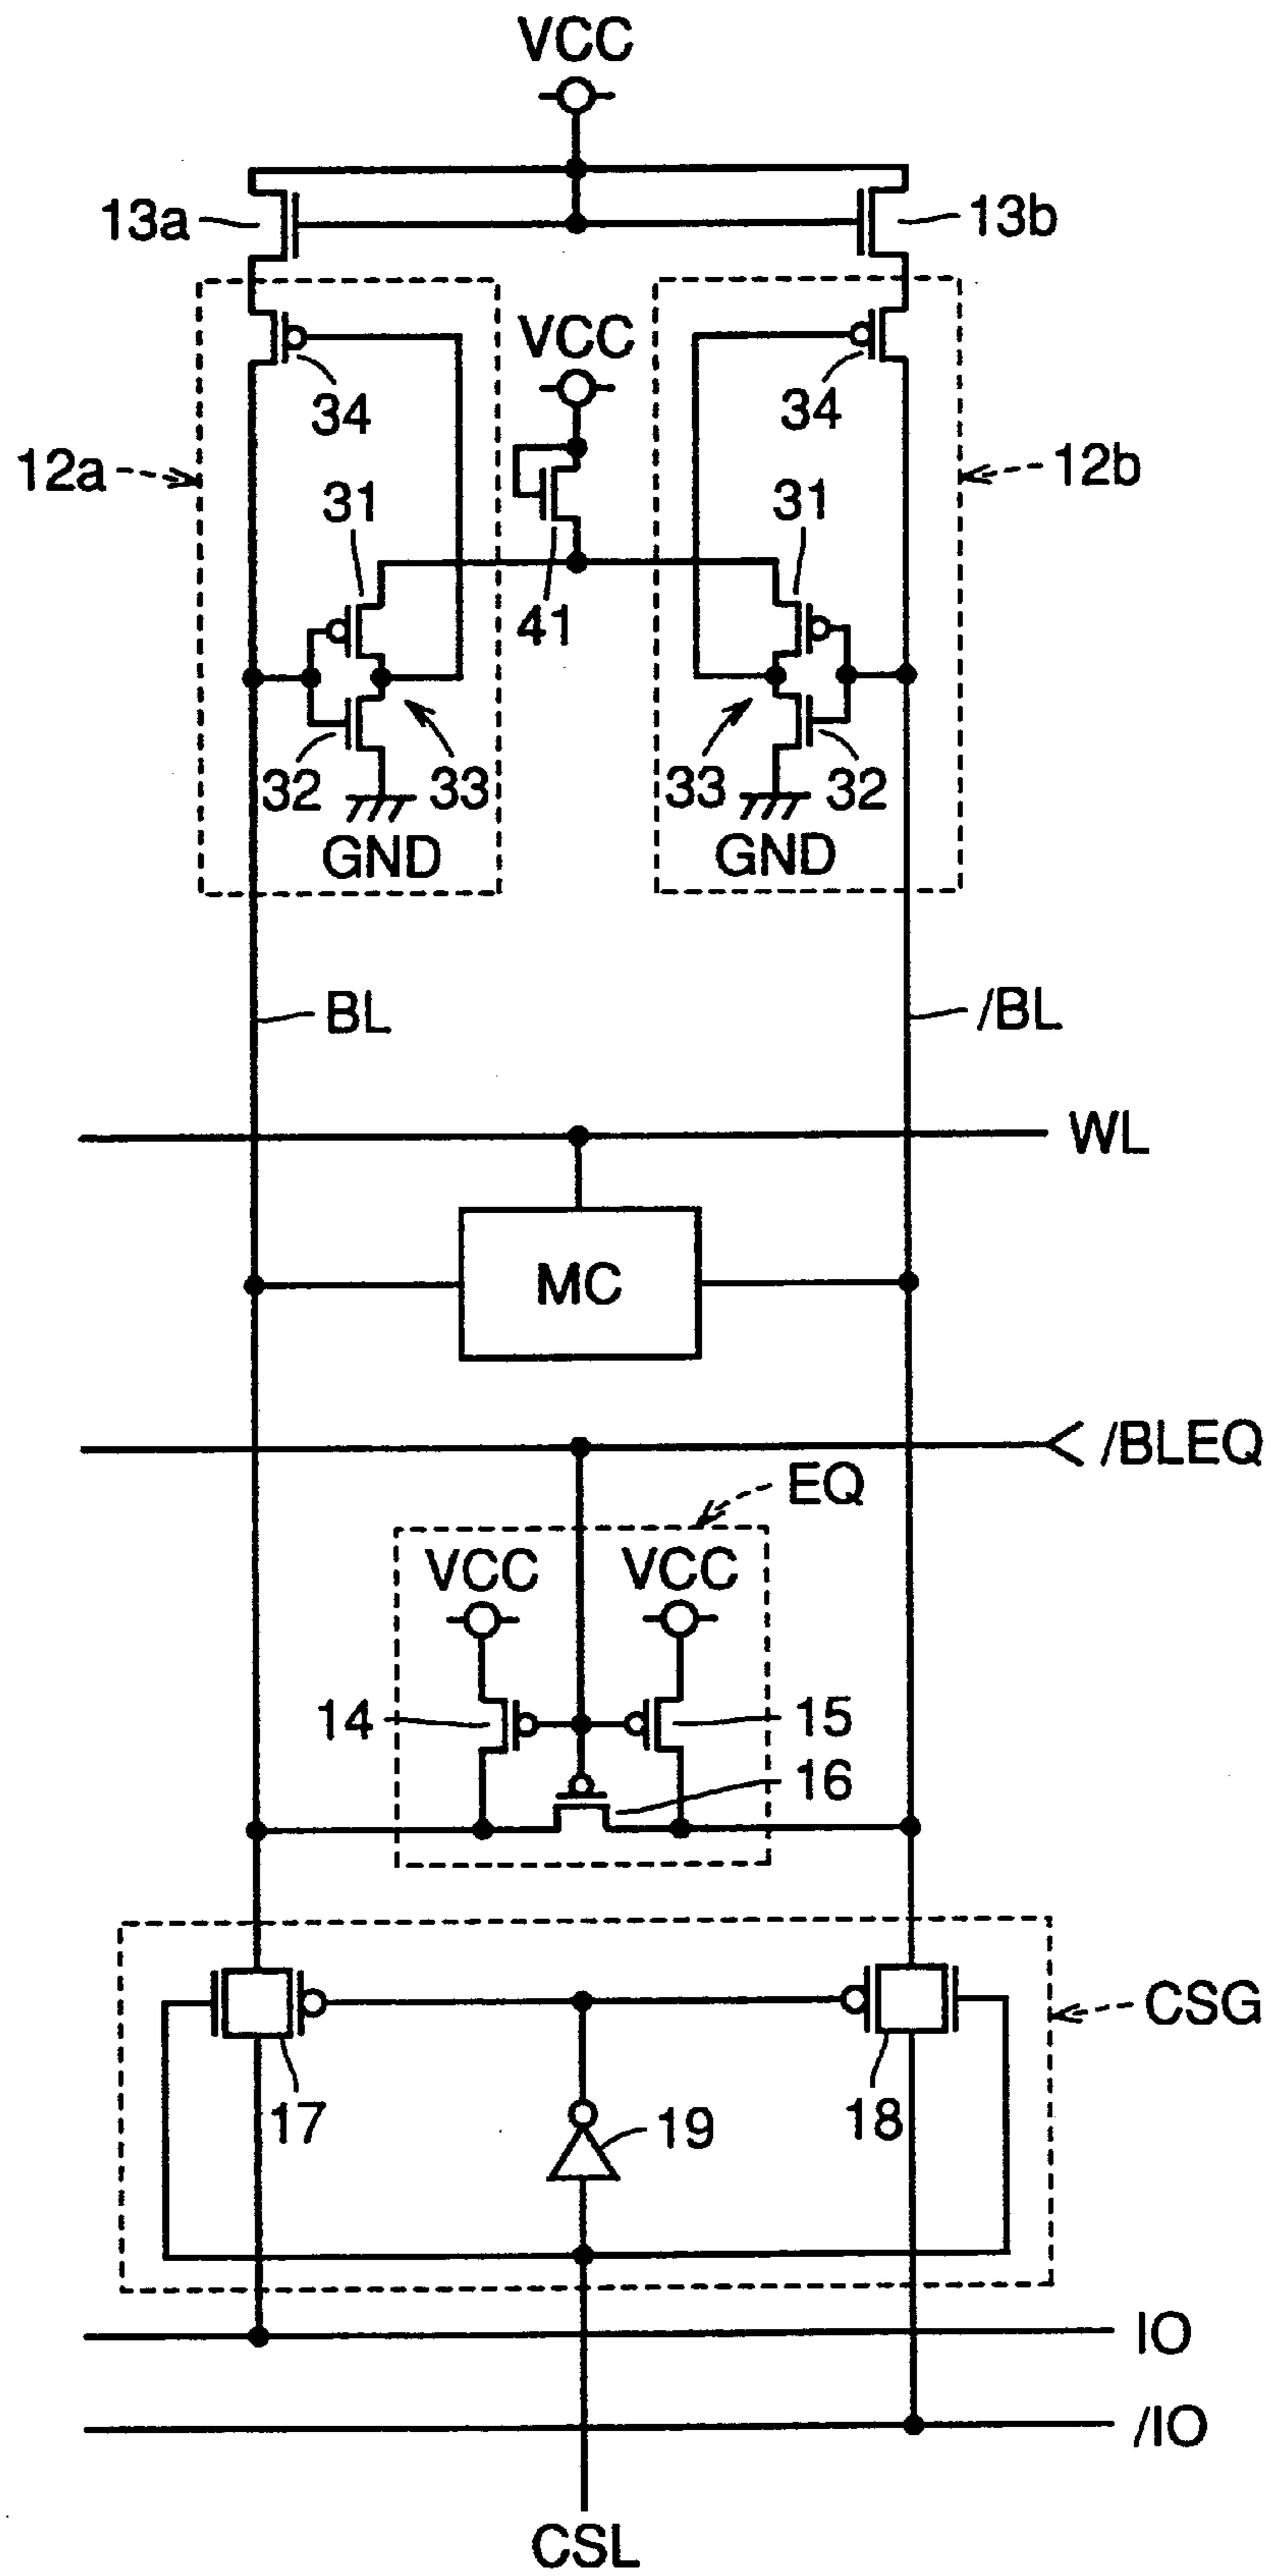 VCC
13a
13b
VCC
34
34
12a
12b
31
31
41
32
33
33
32
GND
GND
BL
/BL
WL
MC
/BLEQ
EQ
VCC
VCC
14
15
16
CSG
17
18
19
IO
/IO
CSL